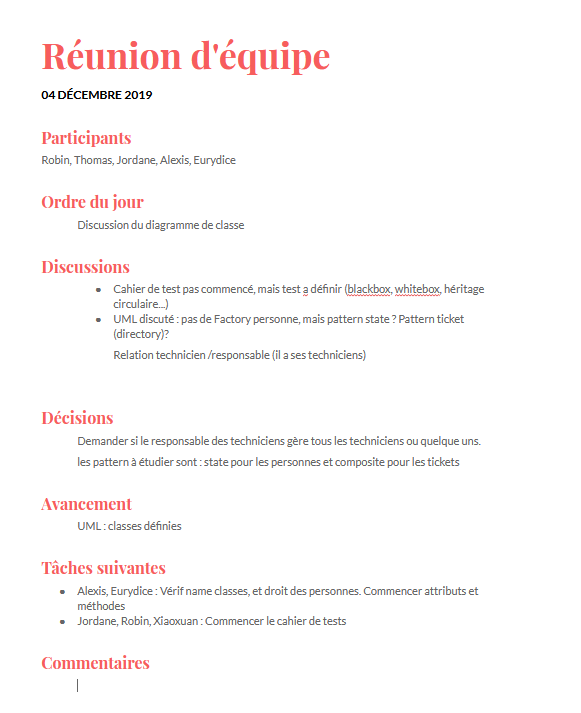 Réunion d'équipe
04 DÉCEMBRE 2019
Participants
Robin, Thomas, Jordane, Alexis, Eurydice
Ordre du jour
Discussion du diagramme de classe
Discussions
● Cahier de test pas commencé, mais test a définir (blackbox, whitebox, héritage
circulaire...)
● UML discuté : pas de Factory personne, mais pattern state ? Pattern ticket
(directory)?
Relation technicien /responsable (il a ses techniciens)
Décisions
Demander si le responsable des techniciens gère tous les techniciens ou quelque uns.
les pattern à étudier sont : state pour les personnes et composite pour les tickets
Avancement
UML : classes définies
Tâches suivantes
● Alexis, Eurydice : Vérif name classes, et droit des personnes. Commencer attributs et
méthodes
● Jordane, Robin, Xiaoxuan : Commencer le cahier de tests
Commentaires